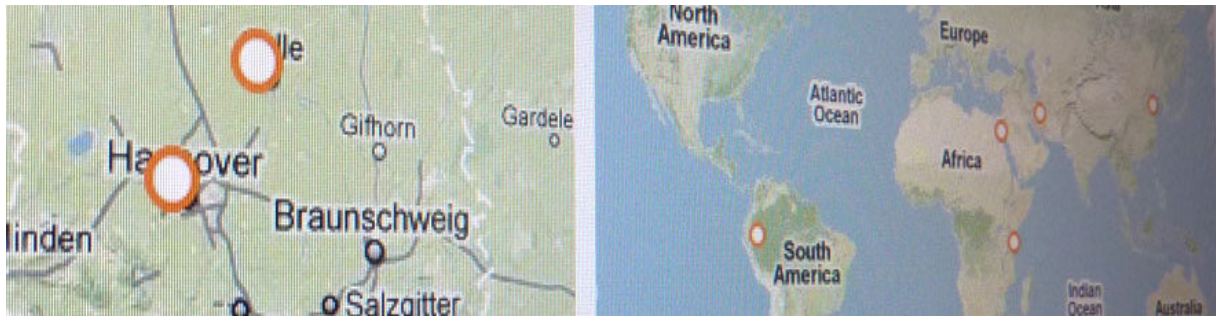 lle
Gifhorn
Gardele
Ha over
Braunschweig
linden
Salzgitter
North
America
Europe
Atlantic
Ocean
Africa
South
America
Indian
Ocean
Australia